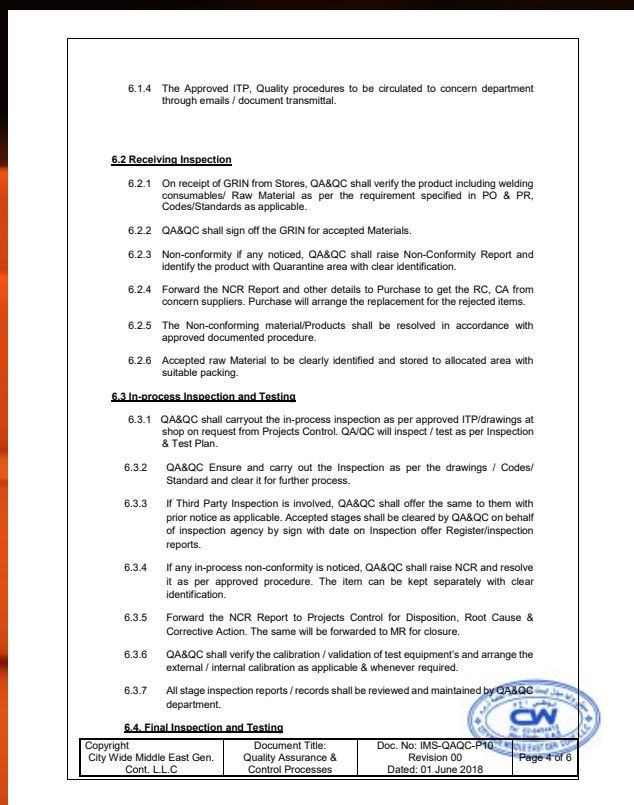 6.1.4 The Approved ITP, Quality procedures to be circulated to concern department
through emails / document transmittal.
6.2 Receiving Inspection
6.2.1 On receipt of GRIN from Stores, QA&QC shall verify the product including welding
consumables/ Raw Material as per the requirement specified in PO & PR,
Codes/Standards as applicable.
6.2.2 QA&QC shall sign off the GRIN for accepted Materials.
6.2.3 Non-conformity if any noticed, QA&QC shall raise Non-Conformity Report and
identify the product with Quarantine area with clear identification.
6.2.4 Forward the NCR Report and other details to Purchase to get the RC, CA from
concern suppliers. Purchase will arrange the replacement for the rejected items.
6.2.5 The Non-conforming material/Products shall be resolved in accordance with
approved documented procedure.
6.2.6 Accepted raw Material to be clearly identified and stored to allocated area with
suitable packing.
6.3 In-process Inspection and Testing
6.3.1 QA&QC shall carryout the in-process inspection as per approved ITP/drawings at
shop on request from Projects Control. QA/QC will inspect / test as per Inspection
& Test Plan.
6.3.2 QA&QC Ensure and carry out the Inspection as per the drawings / Codes/
Standard and clear it for further process.
6.3.3 If Third Party Inspection is involved, QA&QC shall offer the same to them with
prior notice as applicable. Accepted stages shall be cleared by QA&QC on behalf
of inspection agency by sign with date on Inspection offer Register/inspection
reports.
6.3.4 If any in-process non-conformity is noticed, QA&QC shall raise NCR and resolve
it as per approved procedure. The item can be kept separately with clear
identification.
6.3.5 Forward the NCR Report to Projects Control for Disposition, Root Cause &
Corrective Action. The same will be forwarded to MR for closure.
6.3.6 QA&QC shall verify the calibration / validation of test equipment's and arrange the
external / internal calibration as applicable & whenever required.
6.3.7 All stage inspection reports / records shall be reviewed and maintained by QA&QC
department.
6.4. Final Inspection and Testing
CW
Copyright
City Wide Middle East Gen.
Cont. L.L.C
Document Title:
Quality Assurance &
Control Processes
Doc. No: IMS-QAQC-P10
Revision 00
Dated: 01 June 2018
Page 4 of 6